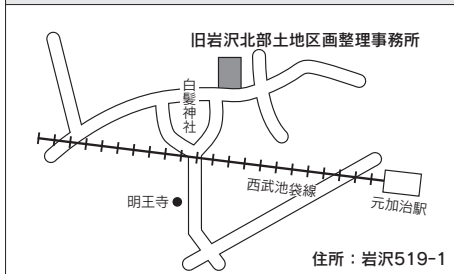 旧岩沢北部土地区画整理事務所
白髪神社
西武池袋線
元加治駅
明王寺
住所：岩沢519-1